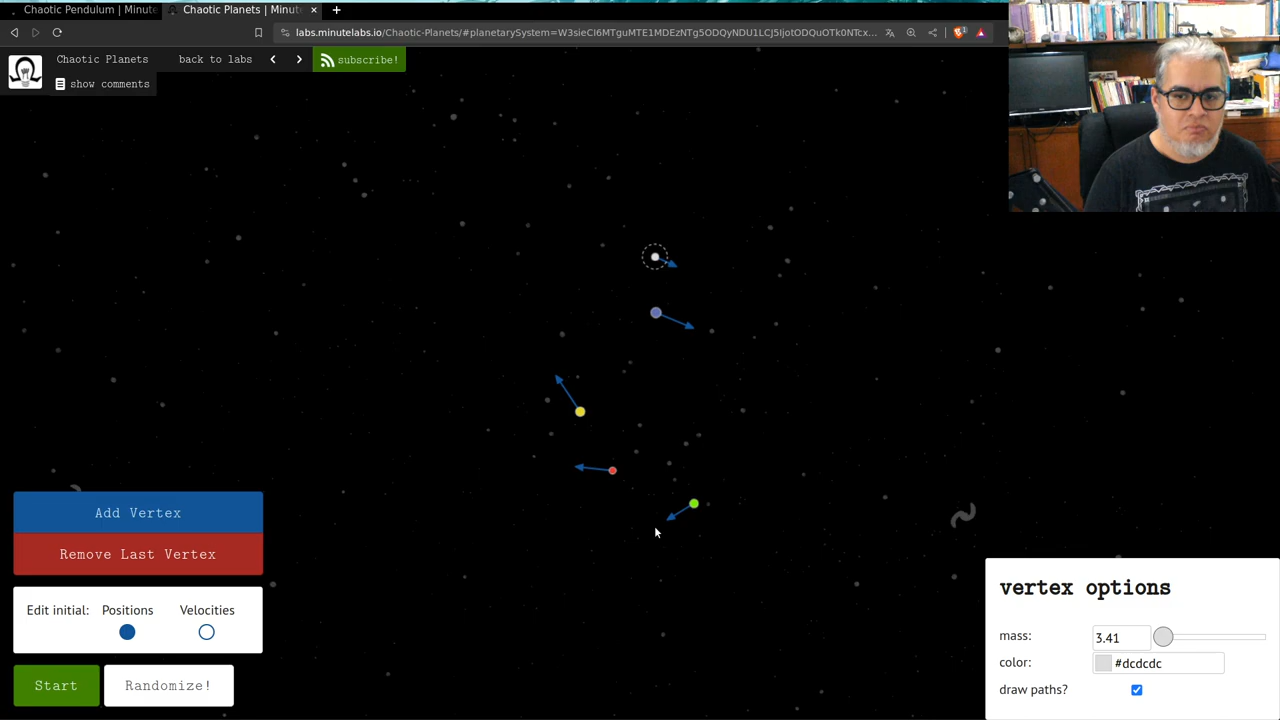 Chaotic Pendulum | Minute
Chaotic Planets | Minute
labs.minutelabs.io/Chaotic-Planets/#planetarySystem=W3sieCI6MTguMTE1MDEzNTg5ODQyNDU1LCJ5IjotODQuOTk0NTcx...
Chaotic Planets
back to labs
subscribe!
show comments
Add Vertex
Remove Last Vertex
Edit initial:
Positions
Velocities
Start
Randomize!
vertex options
mass:
3.41
color:
#dcdcdc
draw paths?